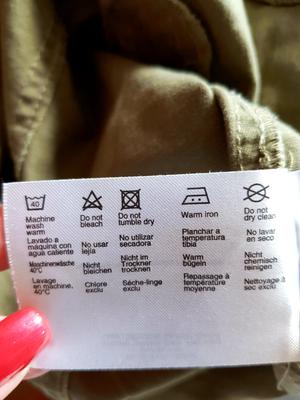 40
Machine
wash
warm
Lavado a
máquina con
agua caliente
Maschinenwäsche
40°C
Lavage
en machine,
40°C
Do not
bleach
No usar
lejia
Nicht
bleichen
Chlore
exclu
Do not
tumble dry
No utilizar
secadora
Nicht im
Trockner
trocknen
Séche-linge
exclu
Warm iron
Planchar a
temperatura
tibia
Warm
bügeln
Repassage à
température
moyenne
Do not
dry clean
No lavar
en seco
Nicht
chemisch
reinigen
Nettoyage à
sec exclu